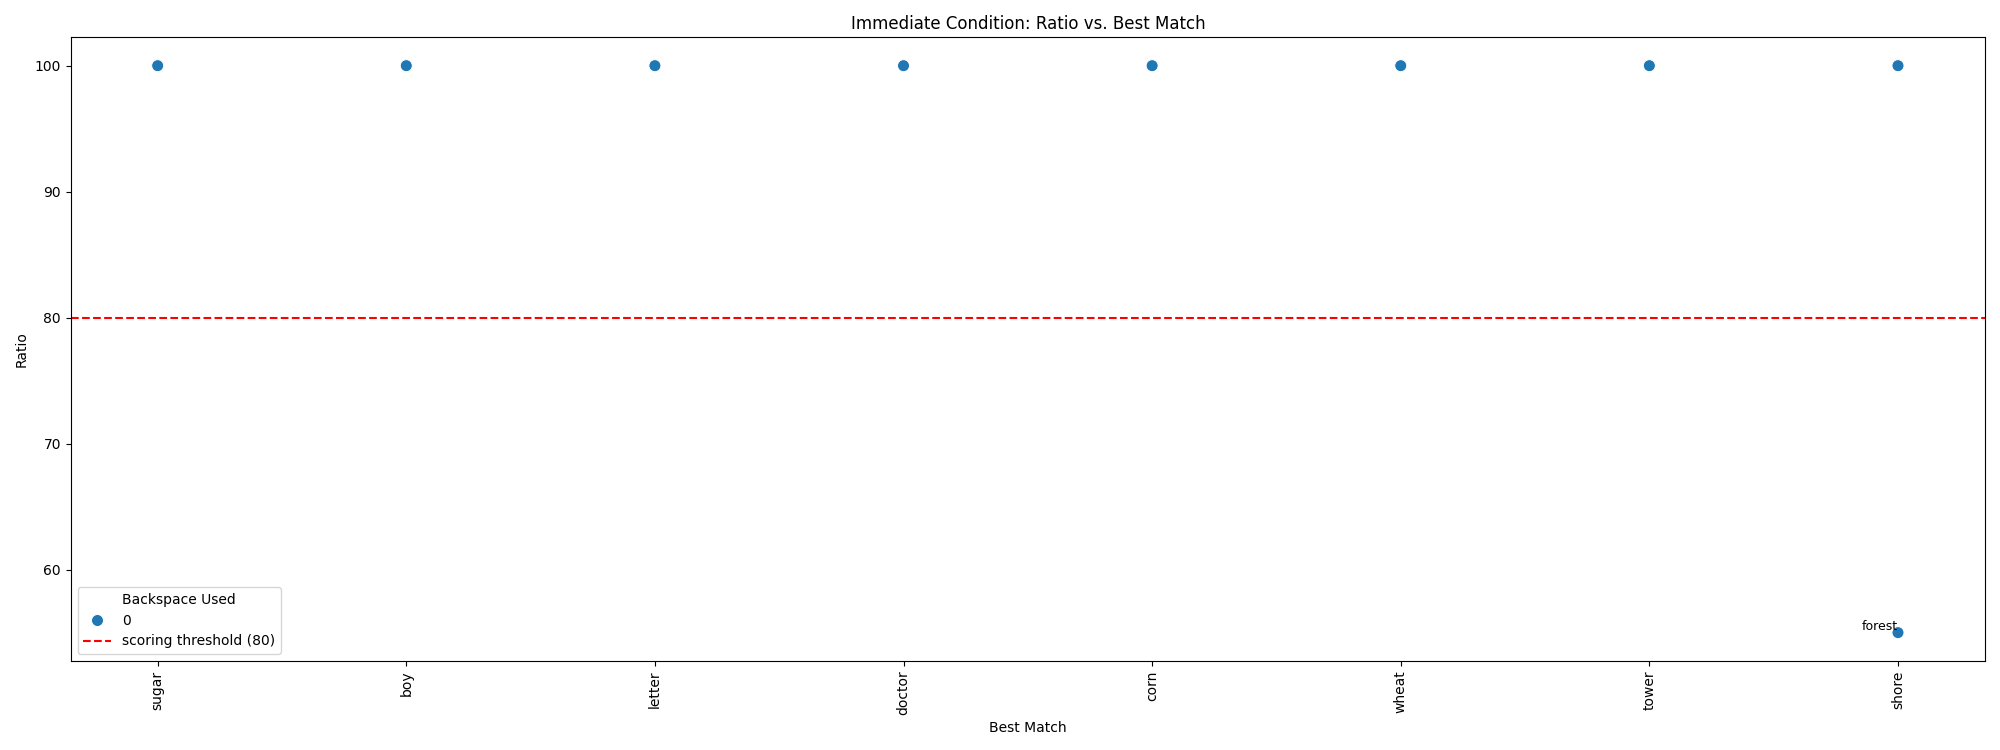 Immediate Condition: Ratio vs. Best Match
Ratio
100
90
80
70
60
forest
Backspace Used
0
scoring threshold (80)
sugar
boy
letter
doctor
corn
wheat
tower
shore
Best Match